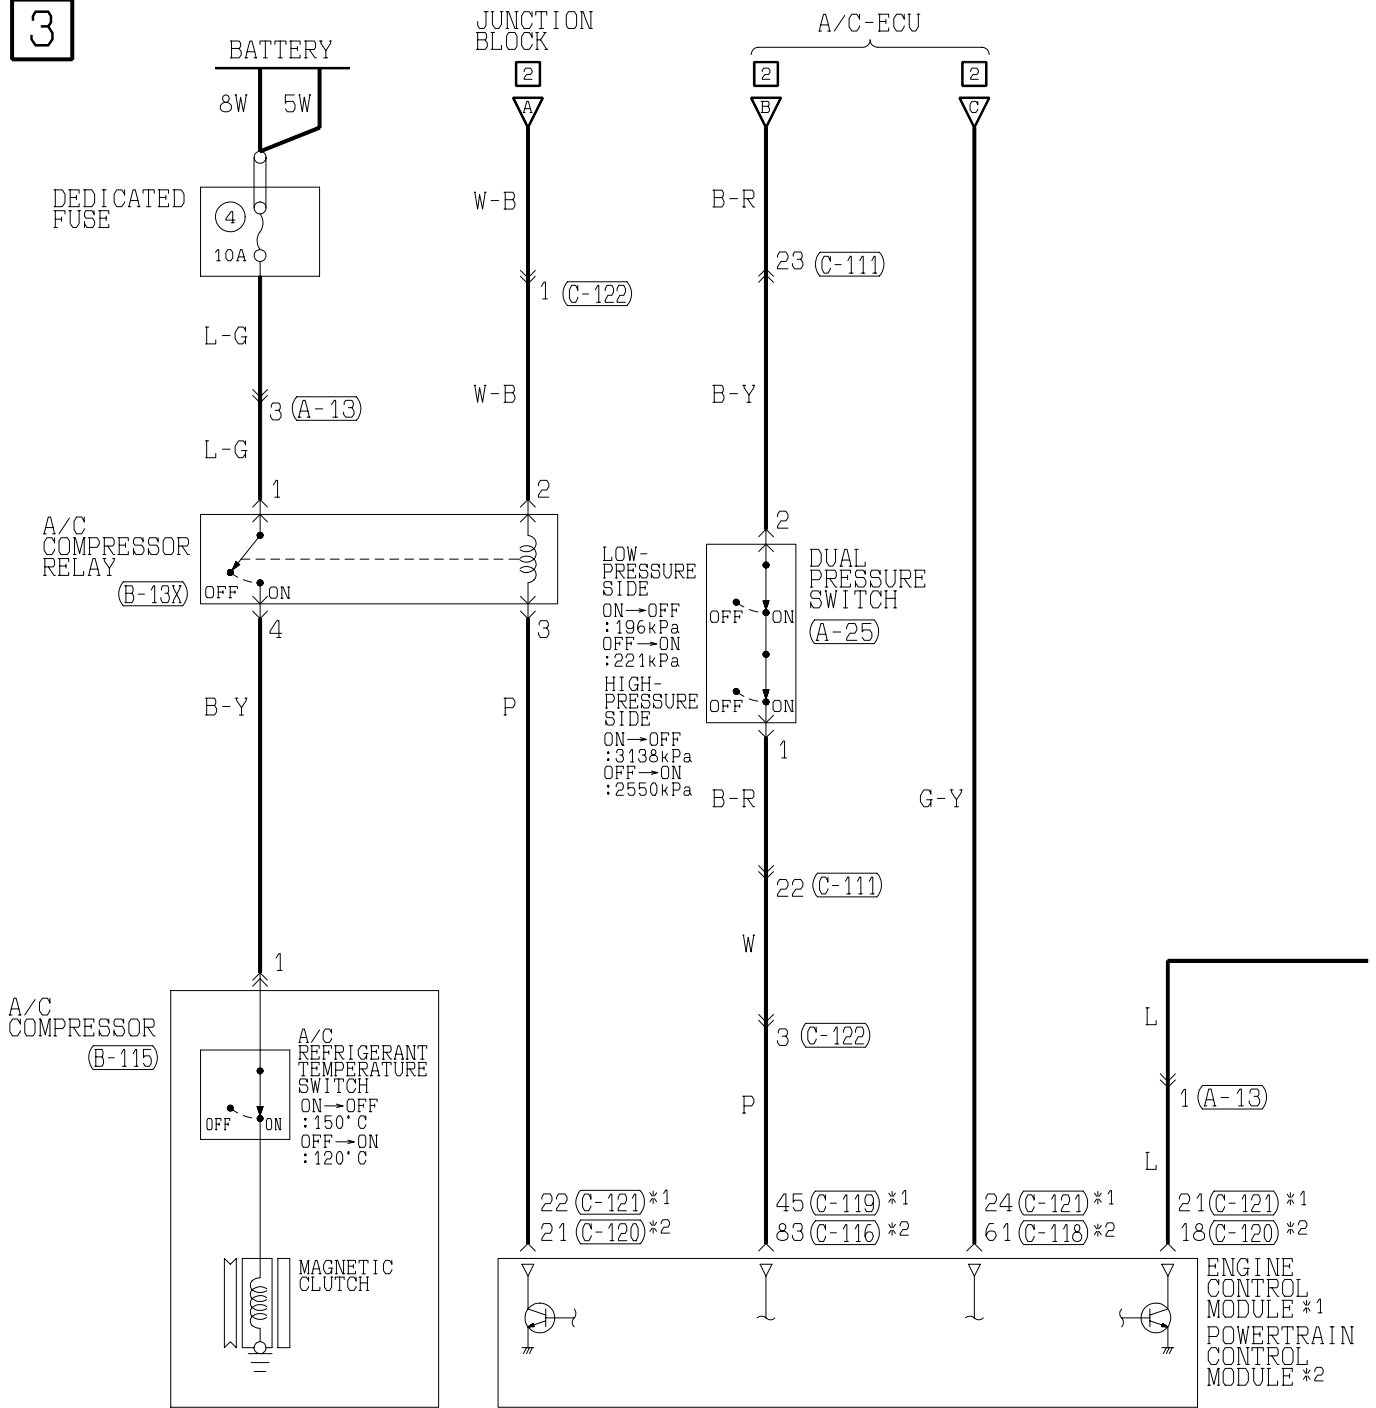 3
BATTERY
8W
5W
JUNCTION
BLOCK
2
A
A/C-ECU
2
B
2
C
DEDICATED
FUSE
4
10A
W-B
B-R
23 (C-111)
1 (C-122)
L-G
3 (A-13)
W-B
B-Y
L-G
1
2
A/C
COMPRESSOR
RELAY
(B-13X)
OFF
ON
4
3
2
DUAL
PRESSURE
SWITCH
(A-25)
OFF
ON
OFF
ON
1
LOW-
PRESSURE
SIDE
ON→OFF
:196kPa
OFF→ON
:221kPa
HIGH-
PRESSURE
SIDE
ON→OFF
:3138kPa
OFF→ON
:2550kPa
B-Y
P
B-R
G-Y
22 (C-111)
W
3 (C-122)
P
1
A/C
COMPRESSOR
(B-115)
A/C
REFRIGERANT
TEMPERATURE
SWITCH
ON→OFF
:150°C
OFF→ON
:120°C
OFF
ON
MAGNETIC
CLUTCH
L
1 (A-13)
L
22 (C-121) *1
21 (C-120) *2
45 (C-119) *1
83 (C-116) *2
24 (C-121) *1
61 (C-118) *2
21 (C-121) *1
18 (C-120) *2
ENGINE
CONTROL
MODULE *1
POWERTRAIN
CONTROL
MODULE *2